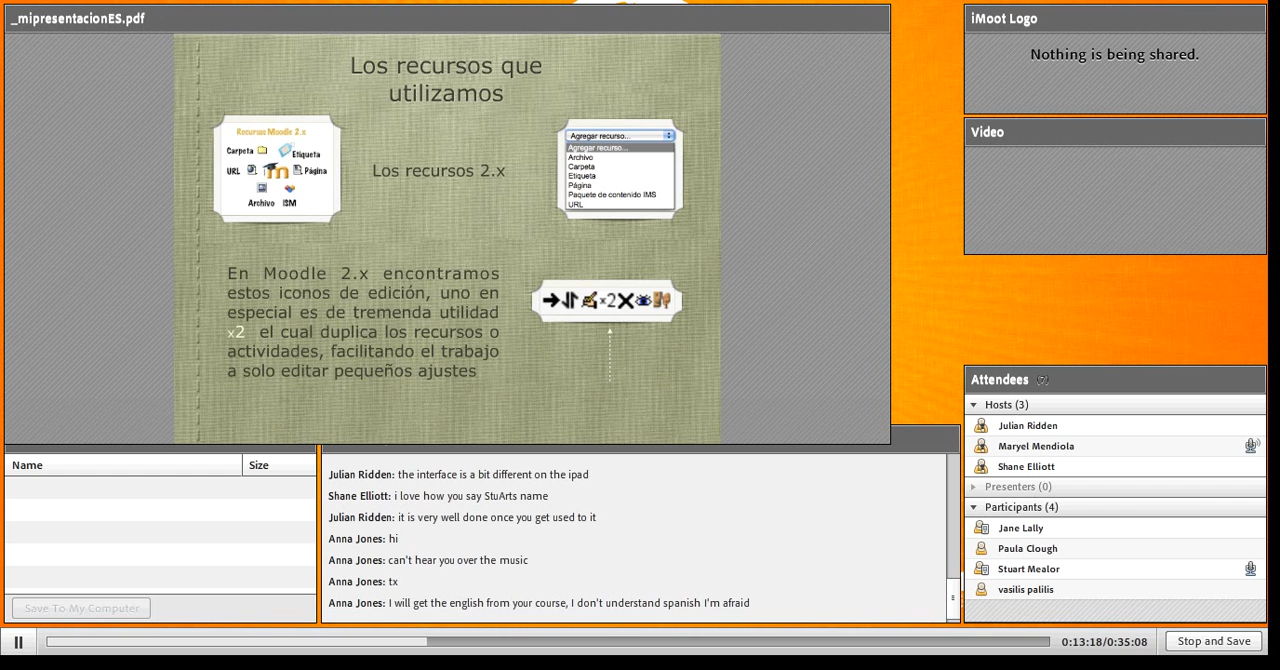 _mipresentacionES.pdf
Los recursos que
utilizamos
Recursos Moodle 2.x
Carpeta
Etiqueta
URL
Página
Archivo ISM
Los recursos 2.x
Agregar recurso...
Agregar recurso...
Archivo
Carpeta
Etiqueta
Página
Paquete de contenido IMS
URL
En Moodle 2.x encontramos
estos iconos de edición, uno en
especial es de tremenda utilidad
x2 el cual duplica los recursos o
actividades, facilitando el trabajo
a solo editar pequeños ajustes
x2
iMoot Logo
Nothing is being shared.
Video
Attendees (7)
Hosts (3)
Julian Ridden
Maryel Mendiola
Shane Elliott
Presenters (0)
Participants (4)
Jane Lally
Paula Clough
Stuart Mealor
vasilis palilis
Name Size
Save To My Computer
Julian Ridden: the interface is a bit different on the ipad
Shane Elliott: i love how you say StuArts name
Julian Ridden: it is very well done once you get used to it
Anna Jones: hi
Anna Jones: can't hear you over the music
Anna Jones: tx
Anna Jones: I will get the english from your course, I don't understand spanish I'm afraid
0:13:18/0:35:08
Stop and Save